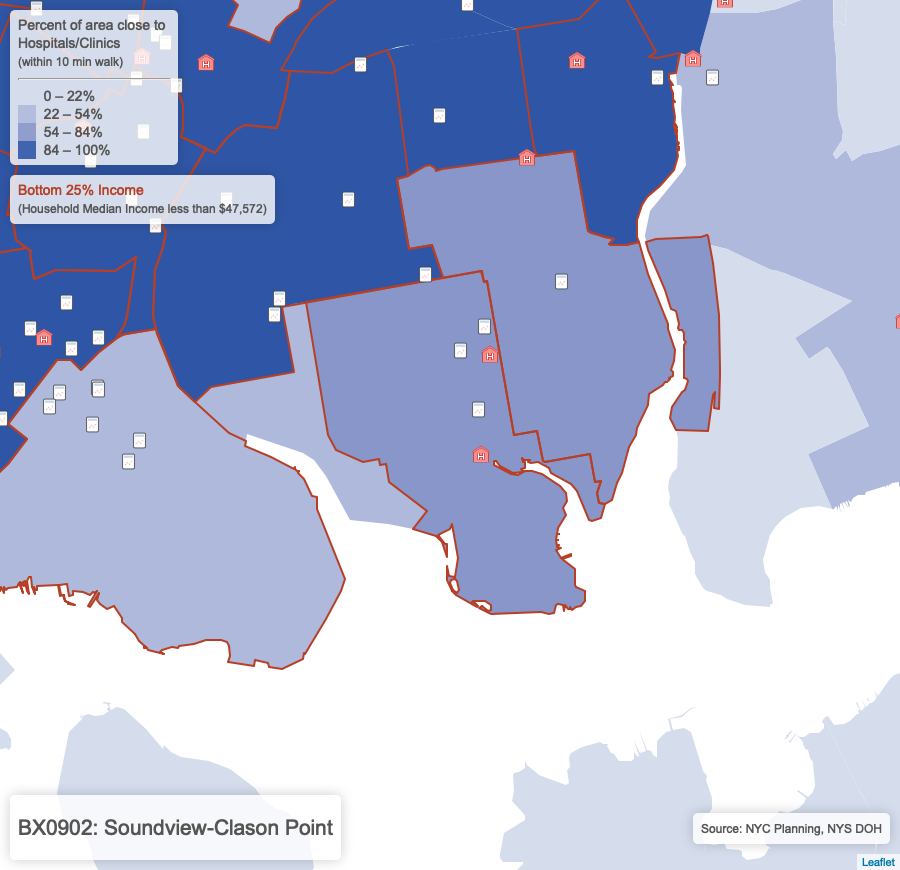 Percent of area close to
Hospitals/Clinics
(within 10 min walk)
0 – 22%
22 – 54%
54 – 84%
84 – 100%
Bottom 25% Income
(Household Median Income less than $47,572)
H
H
H
H
H
H
H
H
BX0902: Soundview-Clason Point
Source: NYC Planning, NYS DOH
Leaflet